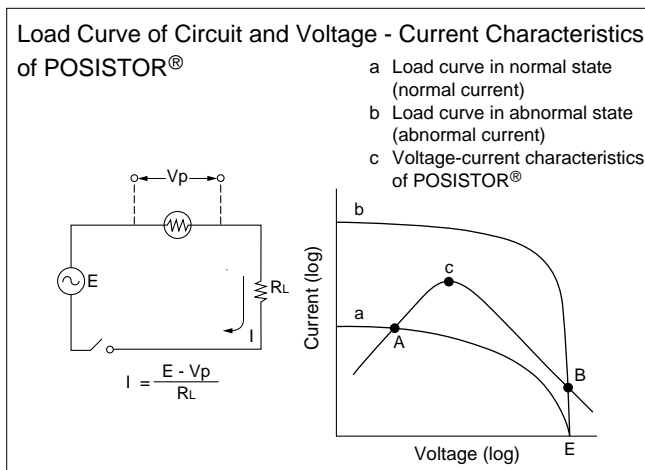 Load Curve of Circuit and Voltage - Current Characteristics
of POSISTOR®
a Load curve in normal state
(normal current)
b Load curve in abnormal state
(abnormal current)
c Voltage-current characteristics
of POSISTOR®
Vp
E
RL
I
I = E - Vp
RL
Current (log)
b
c
a
A
B
Voltage (log)
E